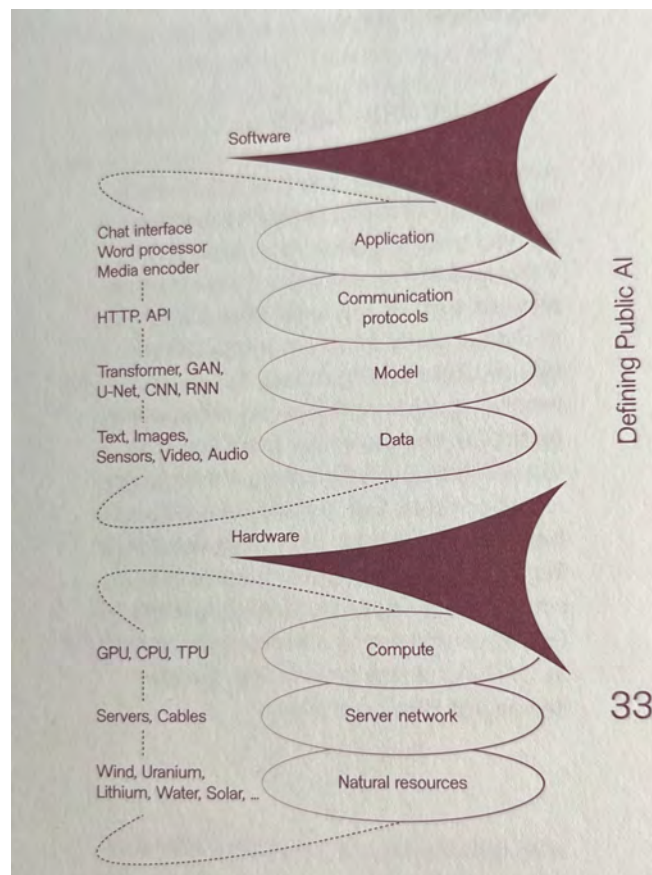 Software
Chat interface
Word processor
Media encoder
Application
HTTP, API
Communication
protocols
Transformer, GAN,
U-Net, CNN, RNN
Model
Text, Images,
Sensors, Video, Audio
Data
Hardware
GPU, CPU, TPU
Compute
Servers, Cables
Server network
Wind, Uranium,
Lithium, Water, Solar, ...
Natural resources
Defining Public AI
33